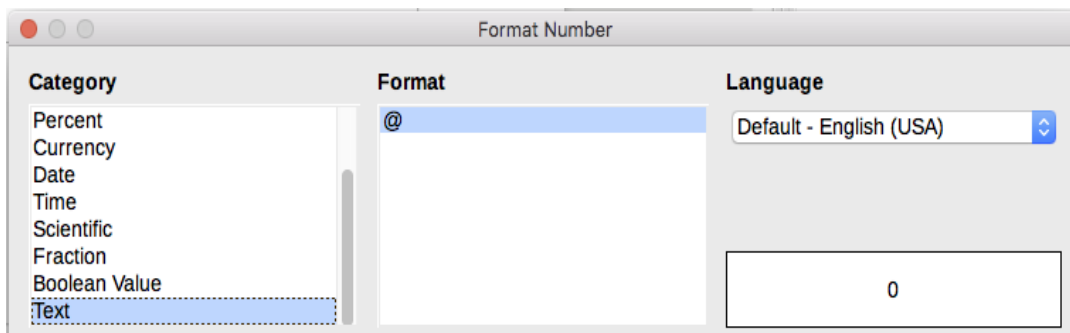 Format Number
Category
Format
Language
Percent
Currency
Date
Time
Scientific
Fraction
Boolean Value
Text
@
Default - English (USA)
0